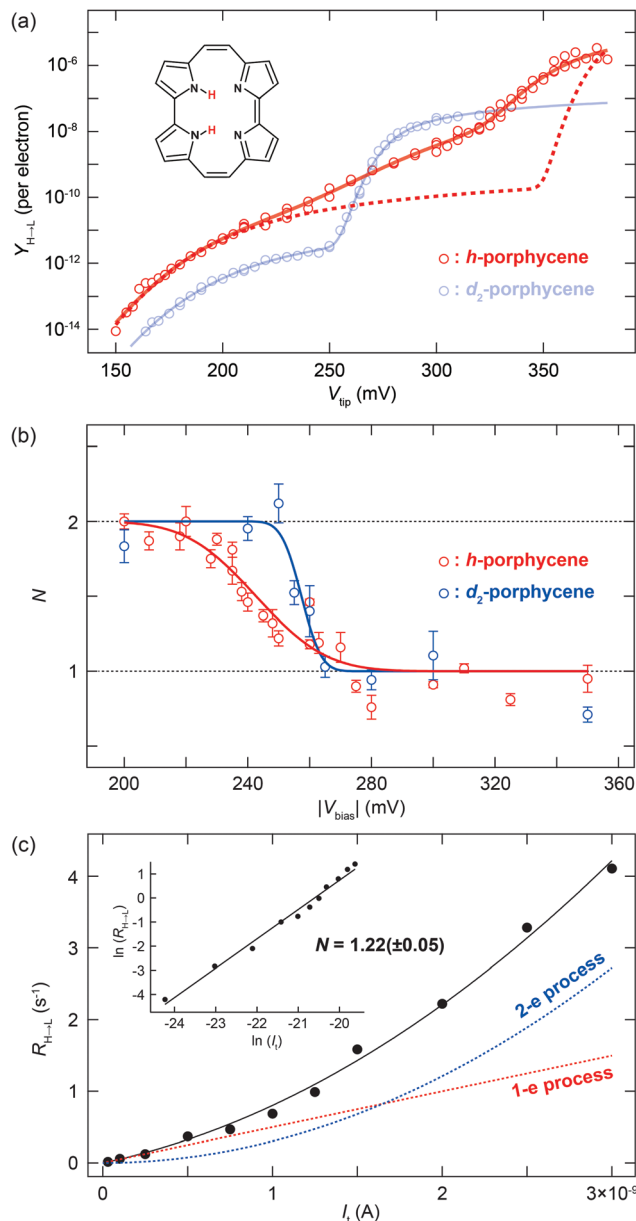 (a)
10⁻⁶
10⁻⁸
10⁻¹⁰
10⁻¹²
10⁻¹⁴
Y_H→L (per electron)
N H N
N H N
: h-porphycene
: d₂-porphycene
150 200 250 300 350
V_tip (mV)
(b)
2
1
N
: h-porphycene
: d₂-porphycene
200 240 280 320 360
|V_bias| (mV)
(c)
4
3
2
1
0
R_H→L (s⁻¹)
1
0
-1
-2
-3
-4
ln (R_H→L)
-24 -23 -22 -21 -20
ln (I_t)
N = 1.22(±0.05)
2-e process
1-e process
0 1 2 3×10⁻⁹
I_t (A)